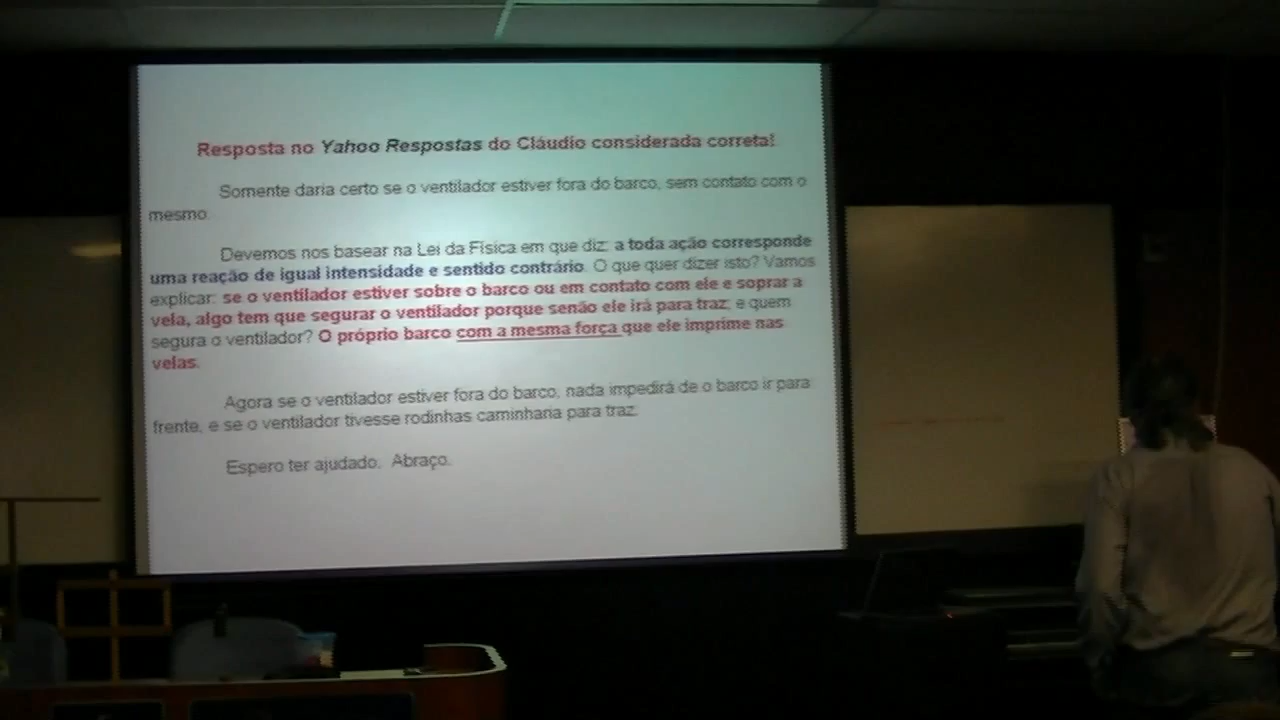 Resposta no Yahoo Respostas do Cláudio considerada correta!
Somente daria certo se o ventilador estiver fora do barco, sem contato com o
mesmo.
Devemos nos basear na Lei da Física em que diz: a toda ação corresponde
uma reação de igual intensidade e sentido contrário. O que quer dizer isto? Vamos
explicar: se o ventilador estiver sobre o barco ou em contato com ele e soprar a
vela, algo tem que segurar o ventilador porque senão ele irá para traz, e quem
segura o ventilador? O próprio barco com a mesma força que ele imprime nas
velas.
Agora se o ventilador estiver fora do barco, nada impedirá de o barco ir para
frente, e se o ventilador tivesse rodinhas caminharia para traz.
Espero ter ajudado. Abraço.